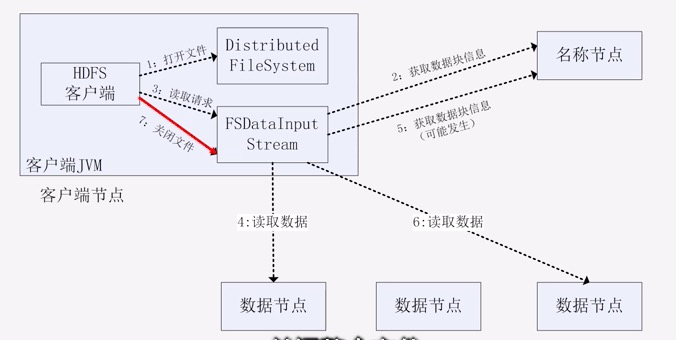 1: 打开文件
Distributed
FileSystem
HDFS
客户端
3: 读取请求
7: 关闭文件
FSDataInput
Stream
2: 获取数据块信息
名称节点
5: 获取数据块信息
(可能发生)
客户端JVM
客户端节点
4:读取数据
6:读取数据
数据节点
数据节点
数据节点